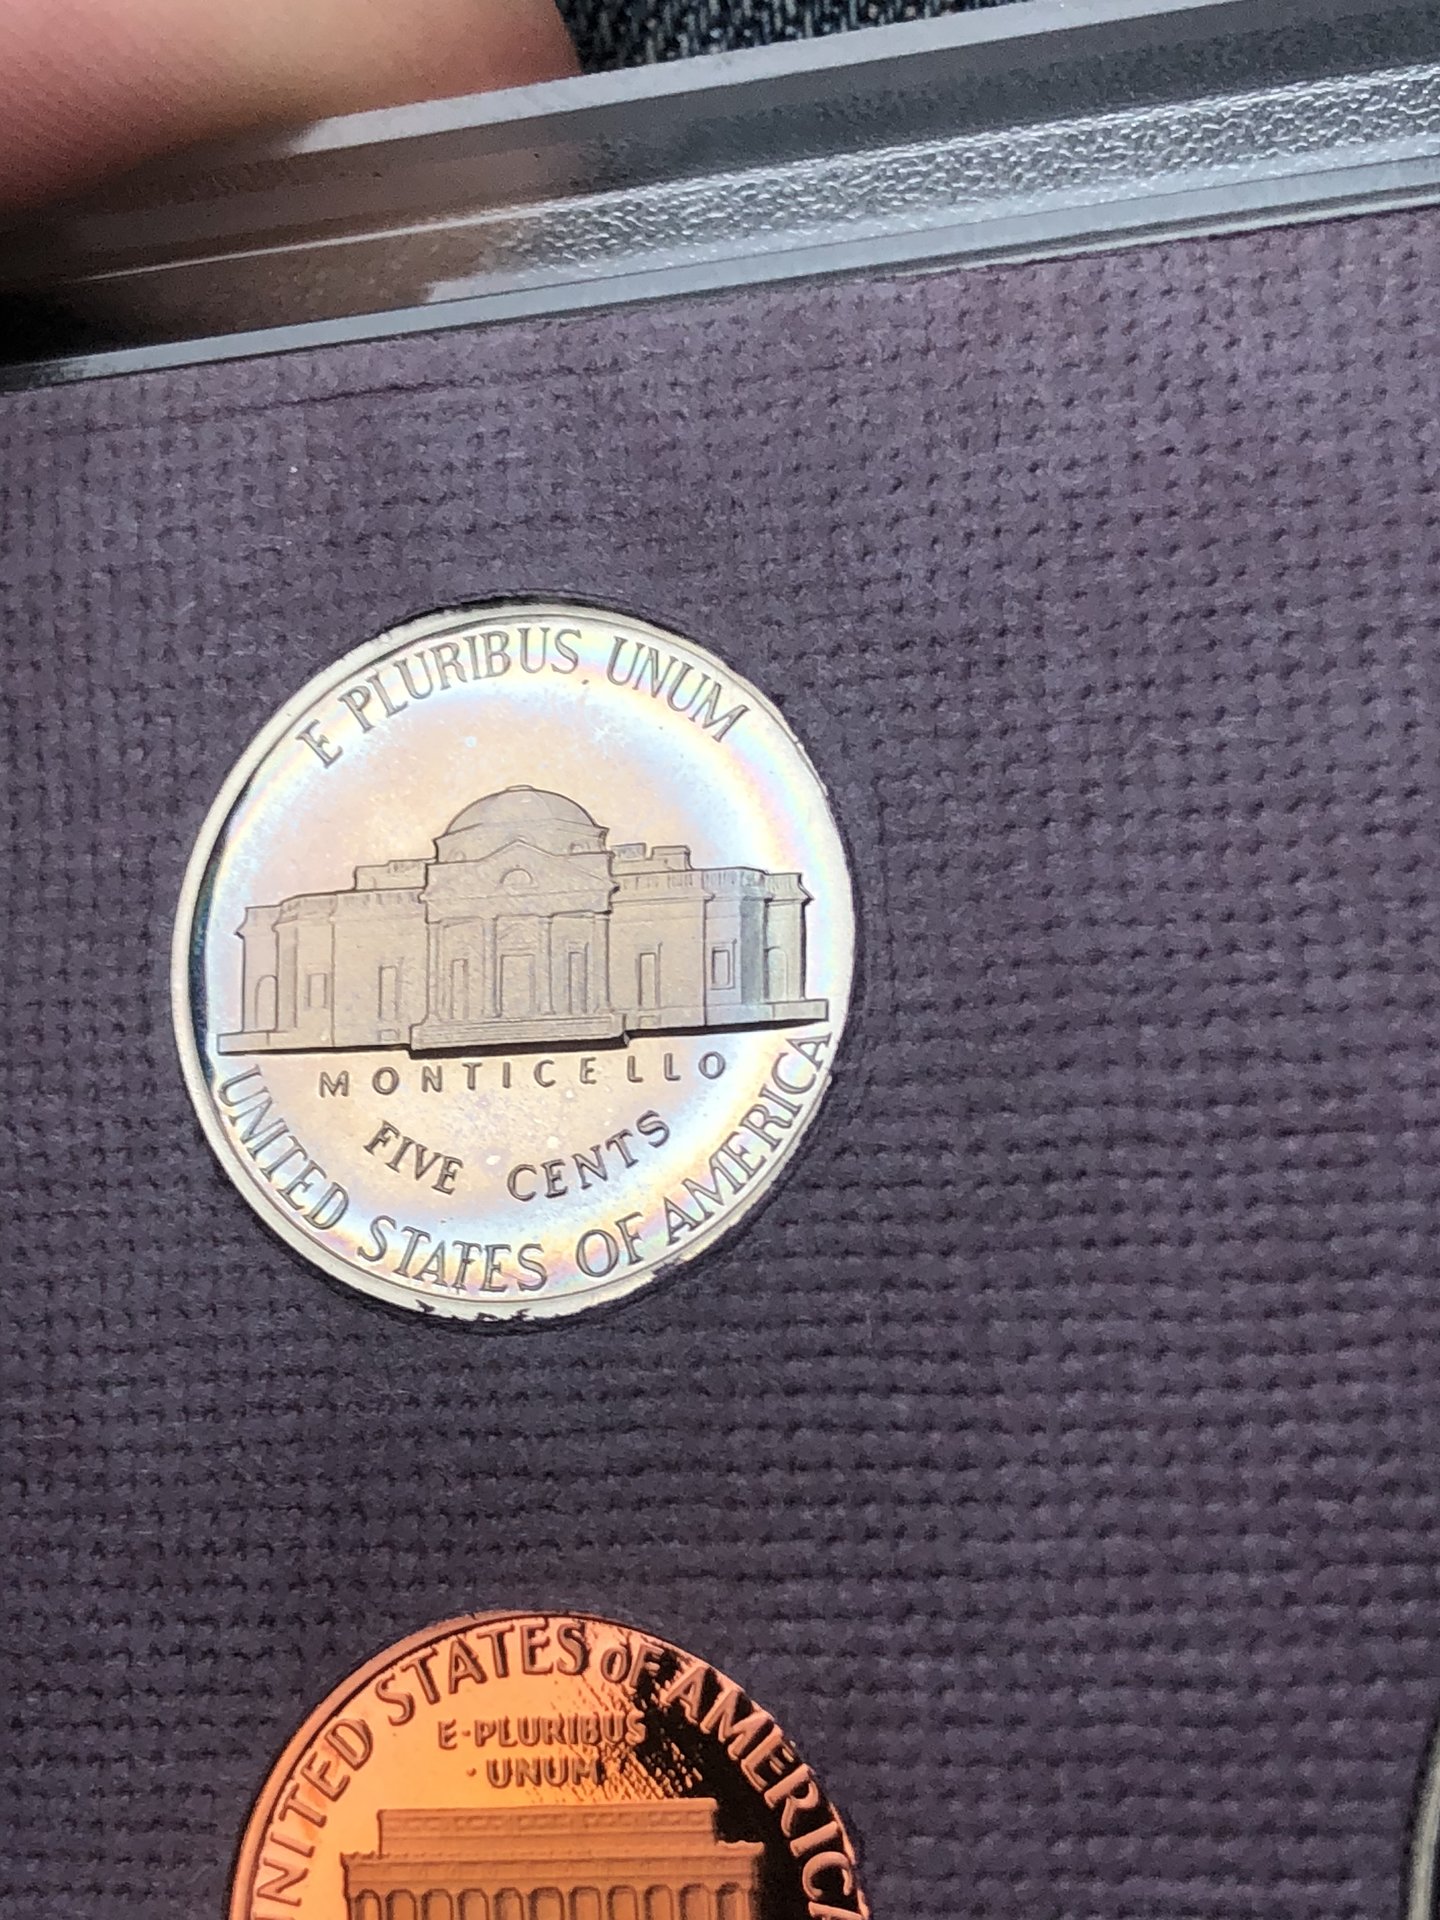 E PLURIBUS UNUM
MONTICELLO
FIVE CENTS
UNITED STATES OF AMERICA
UNITED STATES OF AMERICA
E·PLURIBUS
·UNUM·